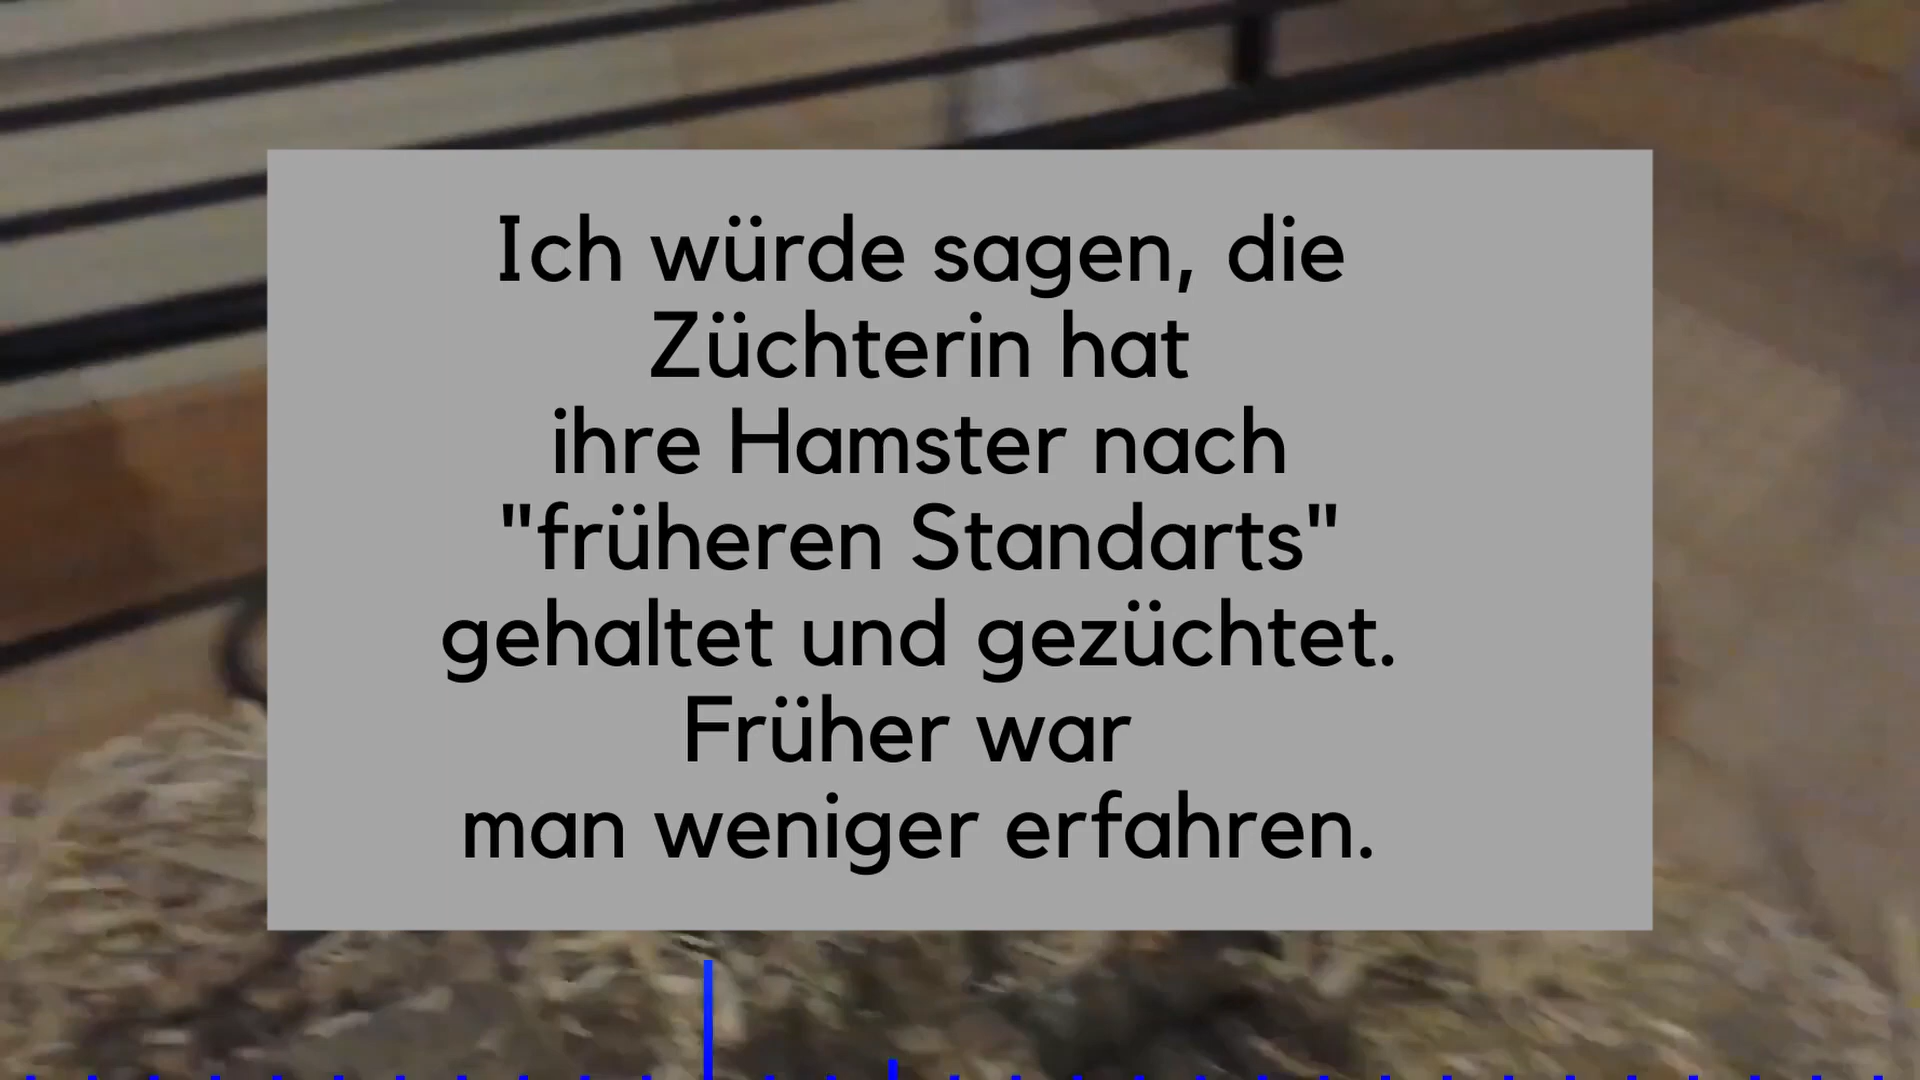 Ich würde sagen, die
Züchterin hat
ihre Hamster nach
"früheren Standarts"
gehaltet und gezüchtet.
Früher war
man weniger erfahren.